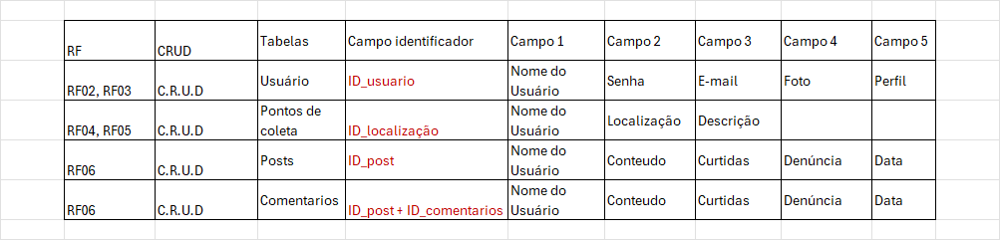 RF CRUD Tabelas Campo identificador Campo 1 Campo 2 Campo 3 Campo 4 Campo 5
RF02, RF03 C.R.U.D Usuário ID_usuario Nome do Usuário Senha E-mail Foto Perfil
RF04, RF05 C.R.U.D Pontos de coleta ID_localização Nome do Usuário Localização Descrição
RF06 C.R.U.D Posts ID_post Nome do Usuário Conteudo Curtidas Denúncia Data
RF06 C.R.U.D Comentarios ID_post + ID_comentarios Nome do Usuário Conteudo Curtidas Denúncia Data